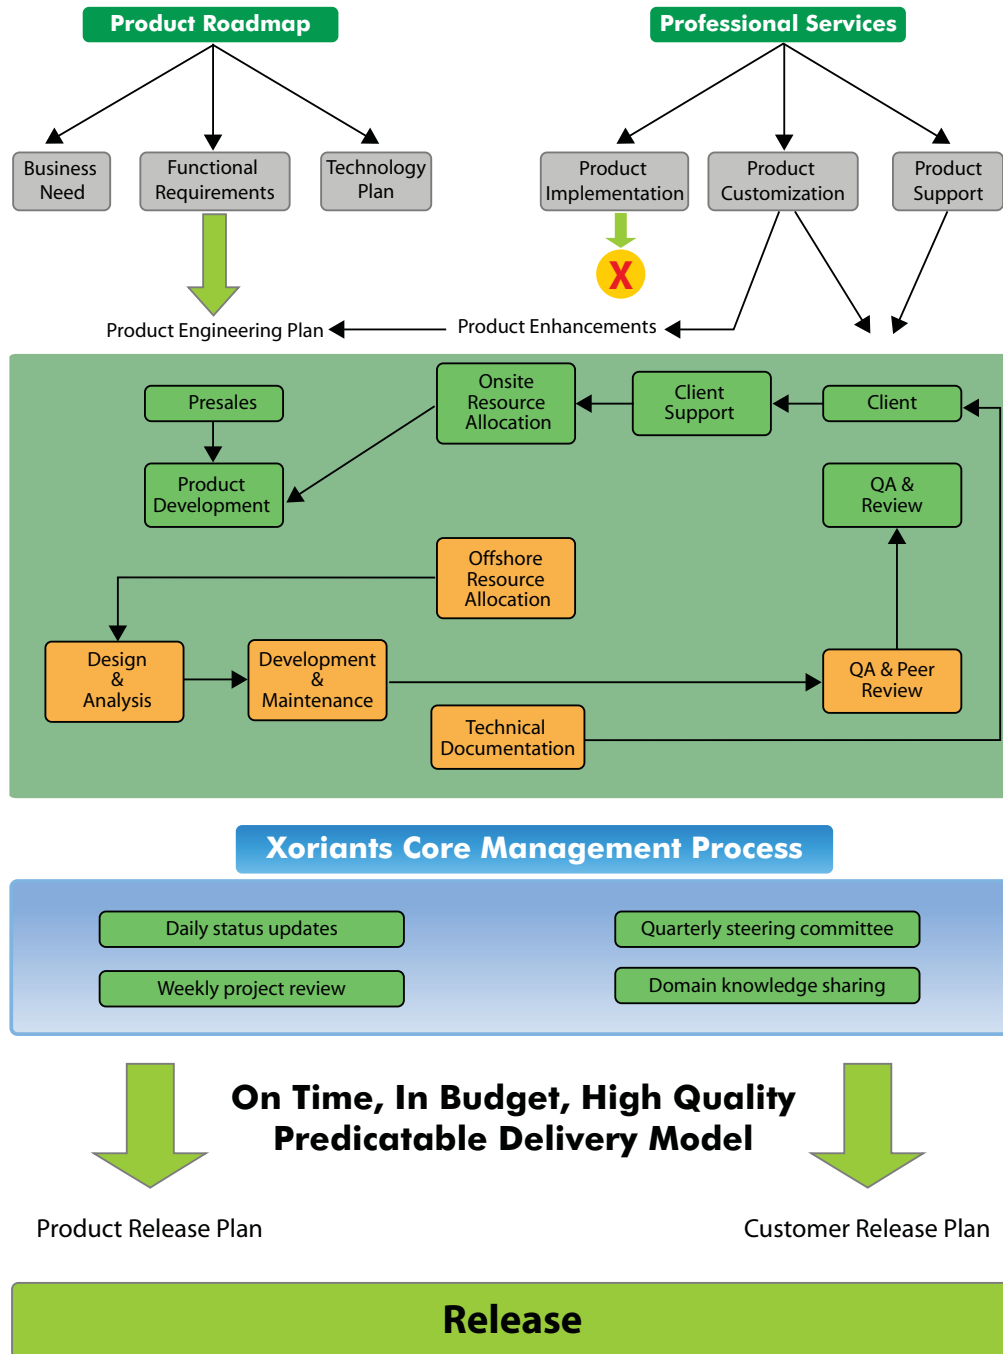 Product Roadmap
Professional Services
Business
Need
Functional
Requirements
Technology
Plan
Product
Implementation
Product
Customization
Product
Support
X
Product Engineering Plan
Product Enhancements
Presales
Onsite
Resource
Allocation
Client
Support
Client
Product
Development
QA &
Review
Offshore
Resource
Allocation
Design
&
Analysis
Development
&
Maintenance
QA & Peer
Review
Technical
Documentation
Xoriants Core Management Process
Daily status updates
Quarterly steering committee
Weekly project review
Domain knowledge sharing
On Time, In Budget, High Quality
Predicatable Delivery Model
Product Release Plan
Customer Release Plan
Release